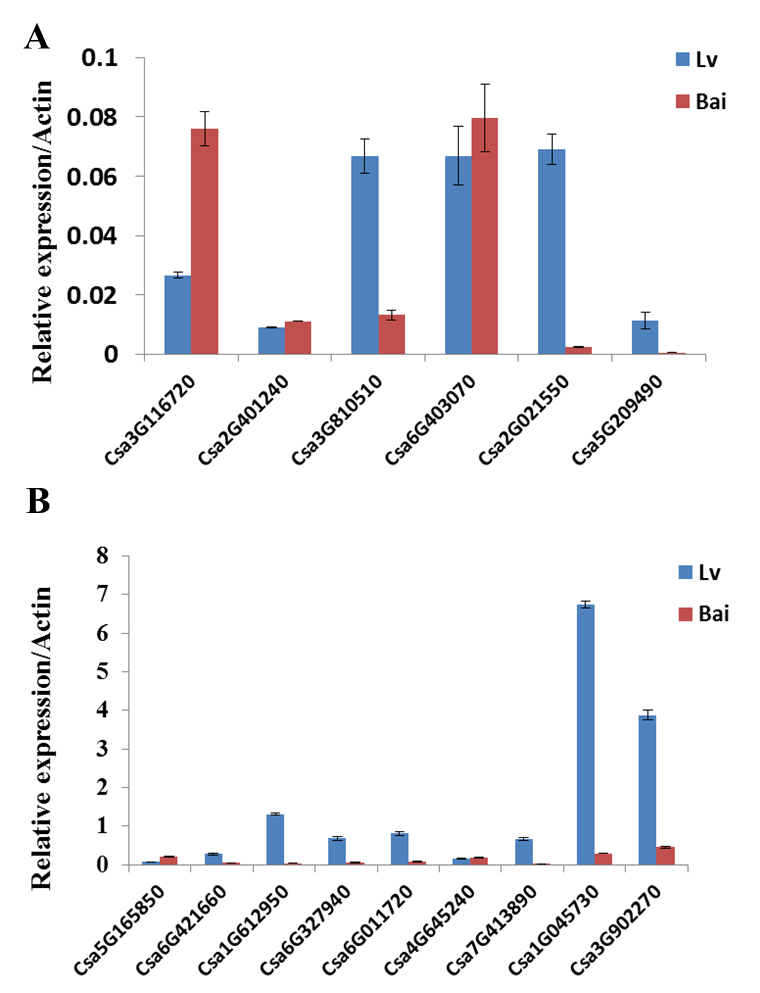 A
Relative expression/Actin
0.1
0.08
0.06
0.04
0.02
0
Lv
Bai
Csa3G116720
Csa2G401240
Csa3G810510
Csa6G403070
Csa2G021550
Csa5G209490
B
Relative expression/Actin
8
7
6
5
4
3
2
1
0
Lv
Bai
Csa5G165850
Csa6G421660
Csa1G612950
Csa6G327940
Csa6G011720
Csa4G645240
Csa7G413890
Csa1G045730
Csa3G902270